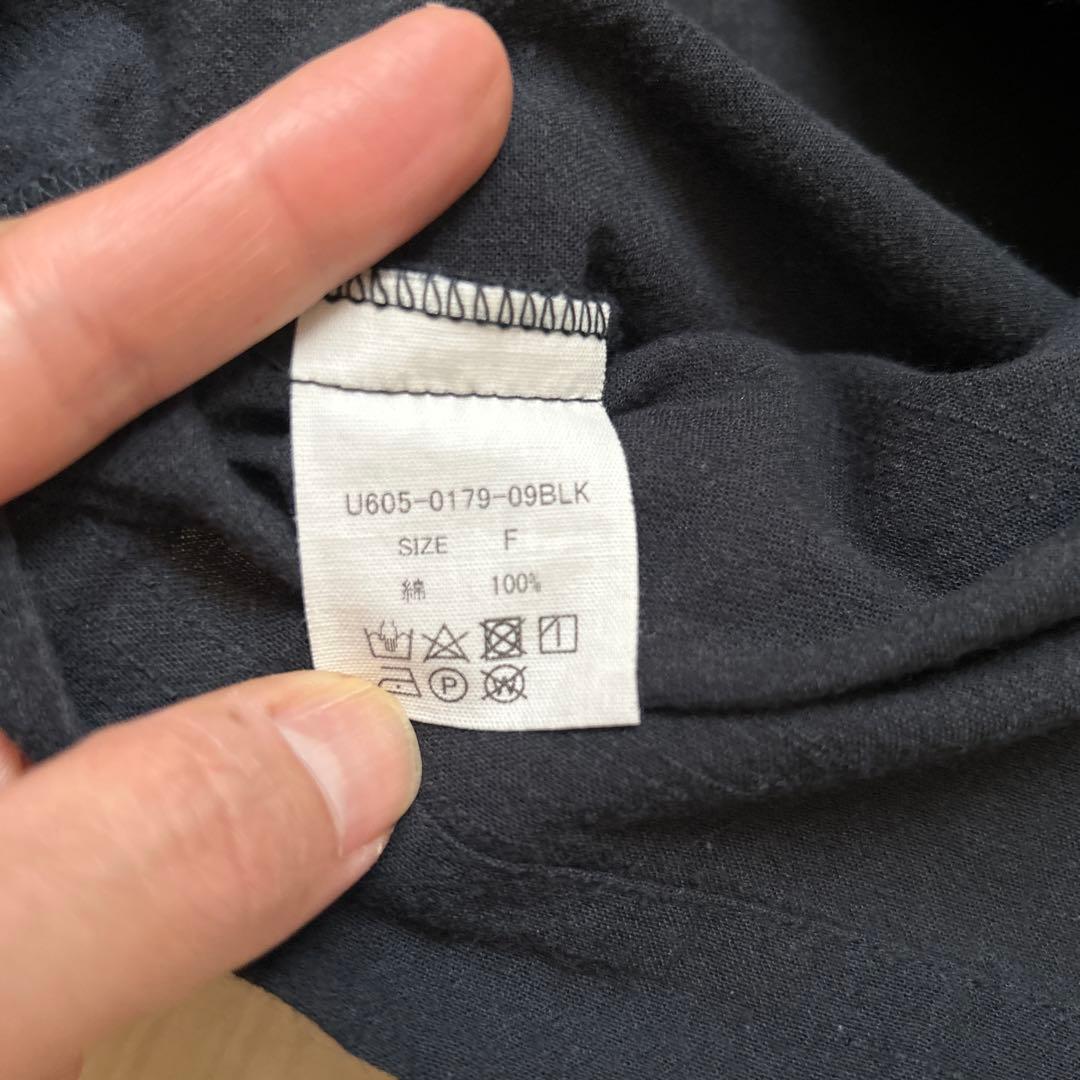 U605-0179-09BLK
SIZE F
綿 100%
P
W